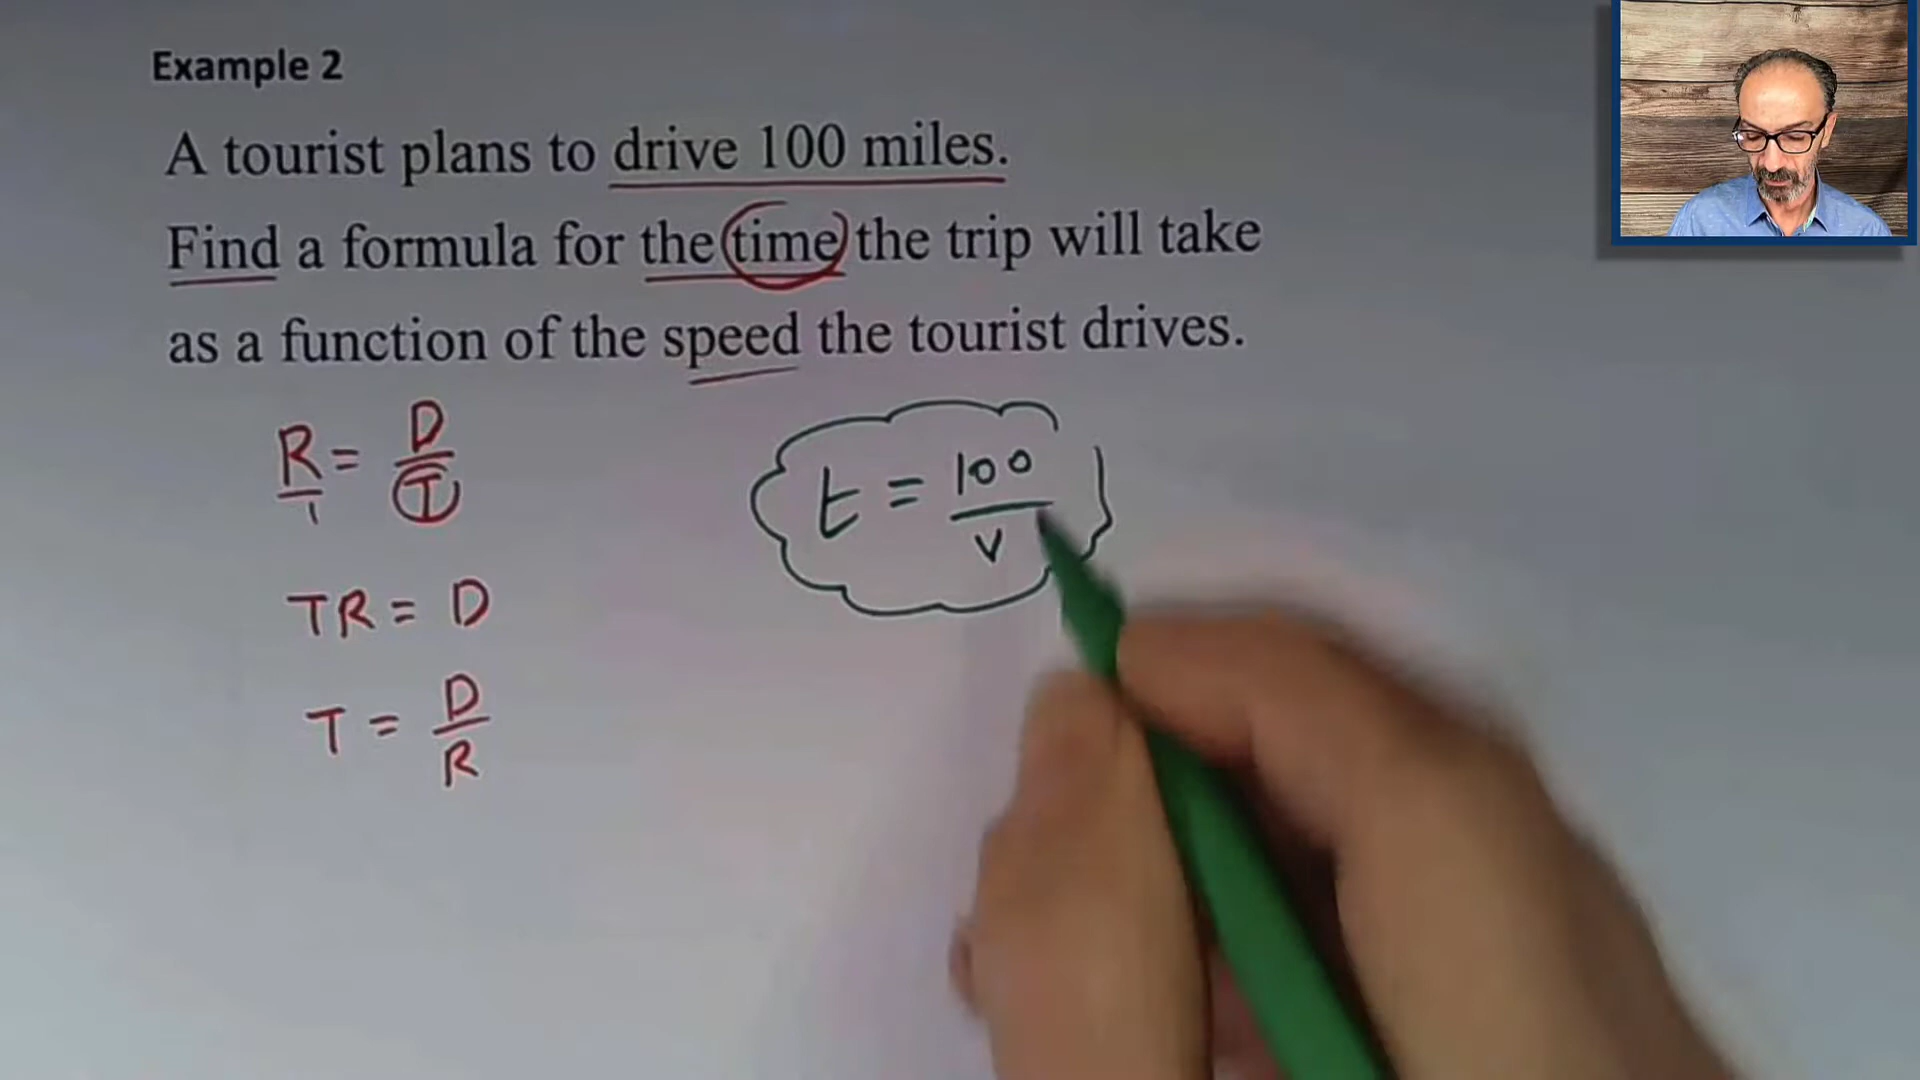 Example 2
A tourist plans to drive 100 miles.
Find a formula for the time the trip will take
as a function of the speed the tourist drives.
R/1 = D/T
TR = D
T = D/R
t = 100/v